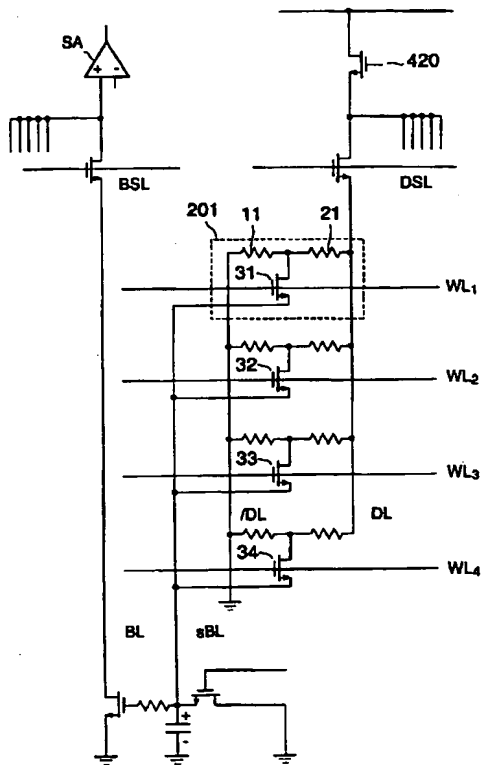 SA
+ -
420
BSL
DSL
201
11
21
31
WL1
32
WL2
33
WL3
/DL
DL
34
WL4
BL
sBL
+
-